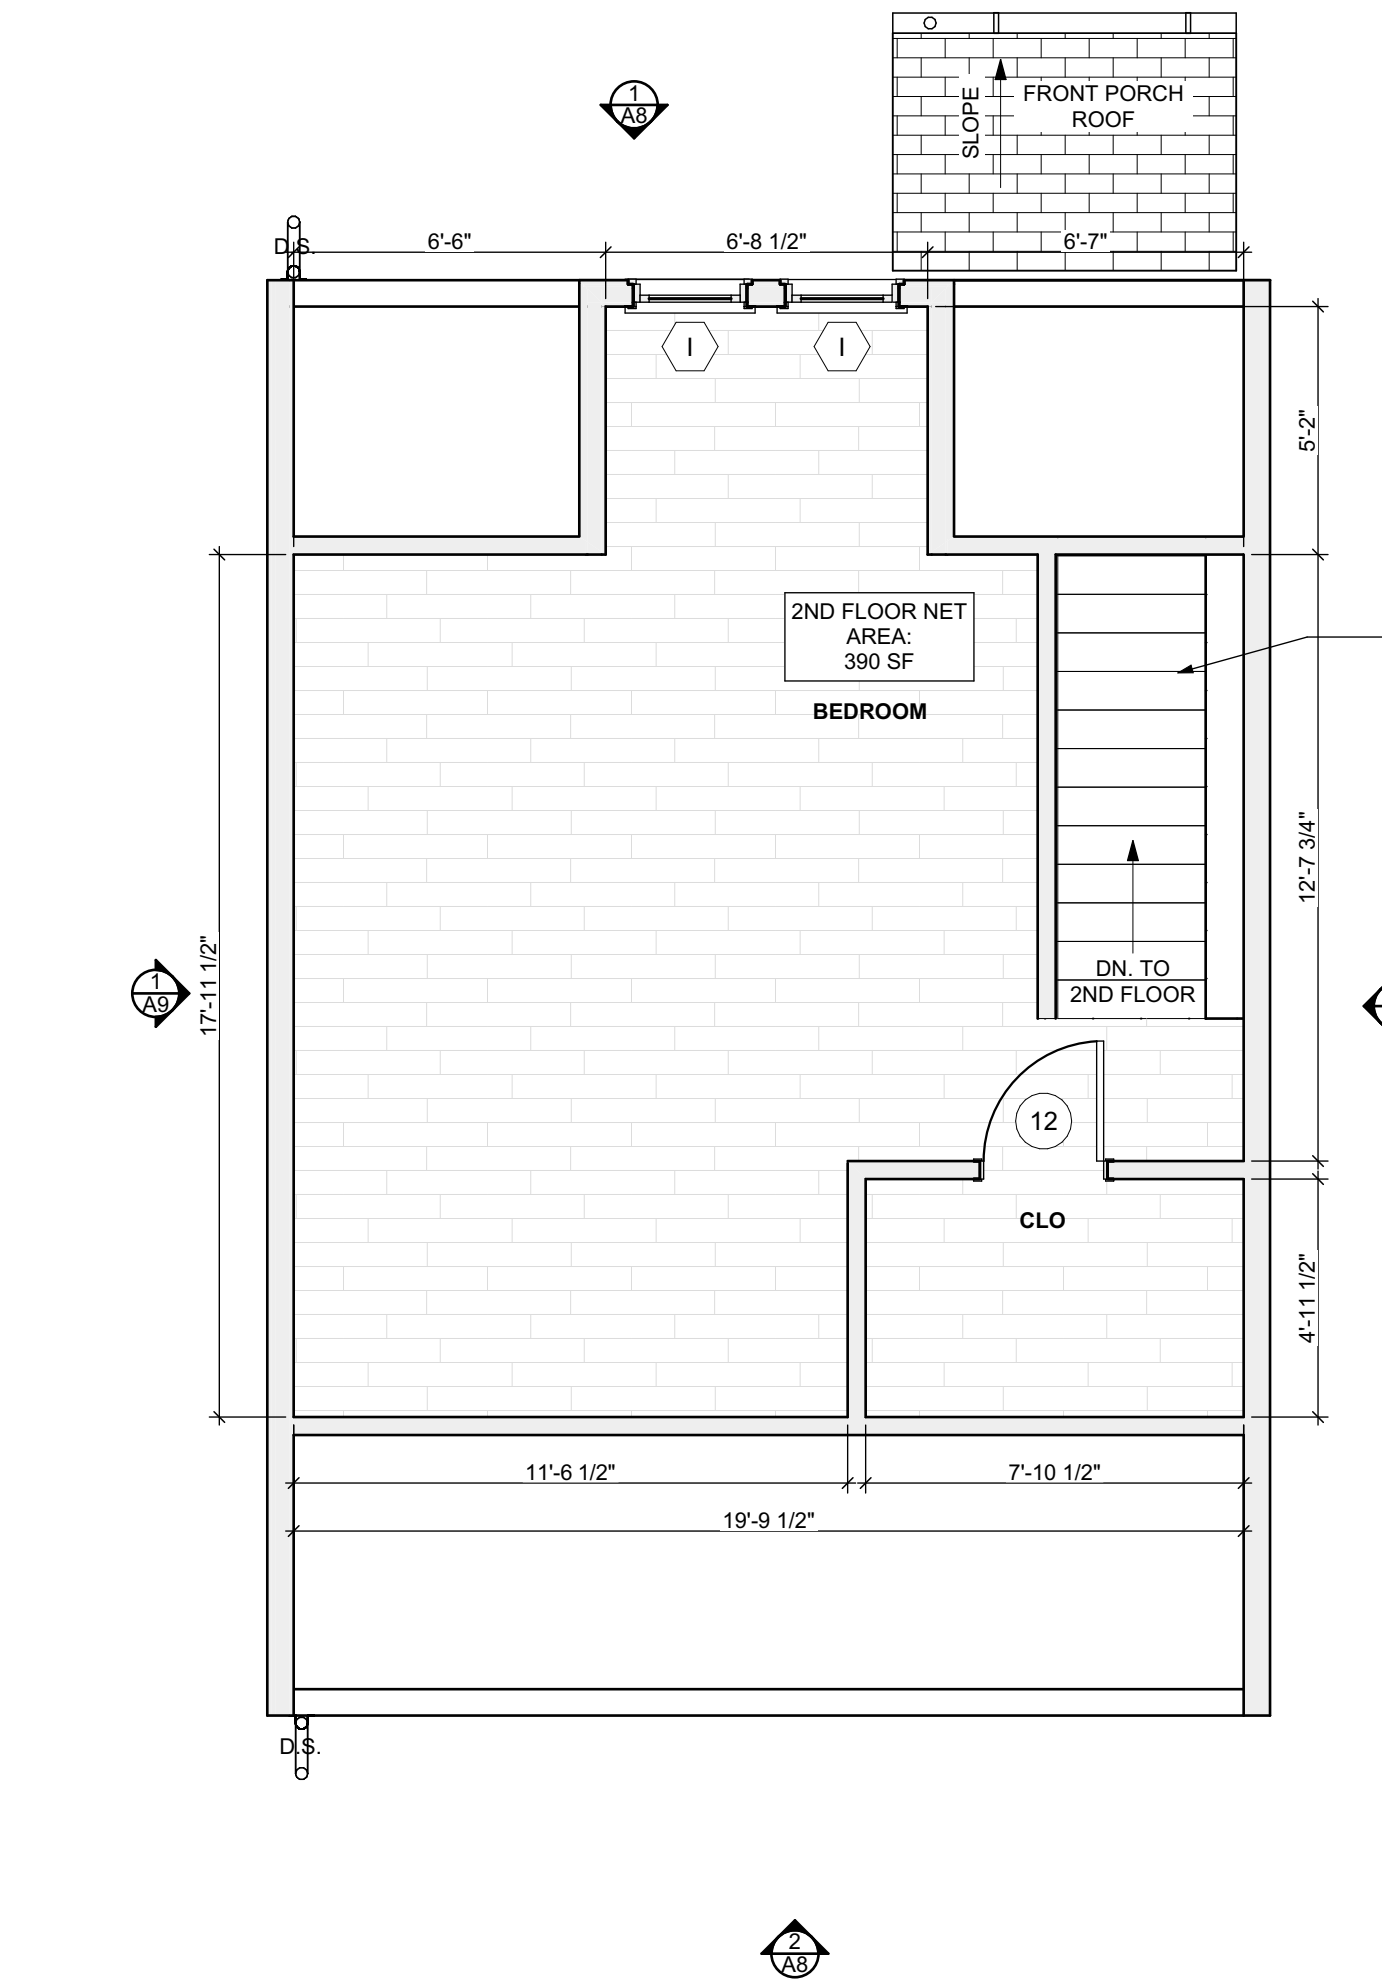 FRONT PORCH
ROOF
SLOPE
1
A8
D.S.
6'-6"
6'-8 1/2"
6'-7"
I
I
5'-2"
2ND FLOOR NET
AREA:
390 SF
BEDROOM
12'-7 3/4"
17'-11 1/2"
1
A9
DN. TO
2ND FLOOR
12
CLO
4'-11 1/2"
11'-6 1/2"
7'-10 1/2"
19'-9 1/2"
D.S.
2
A8